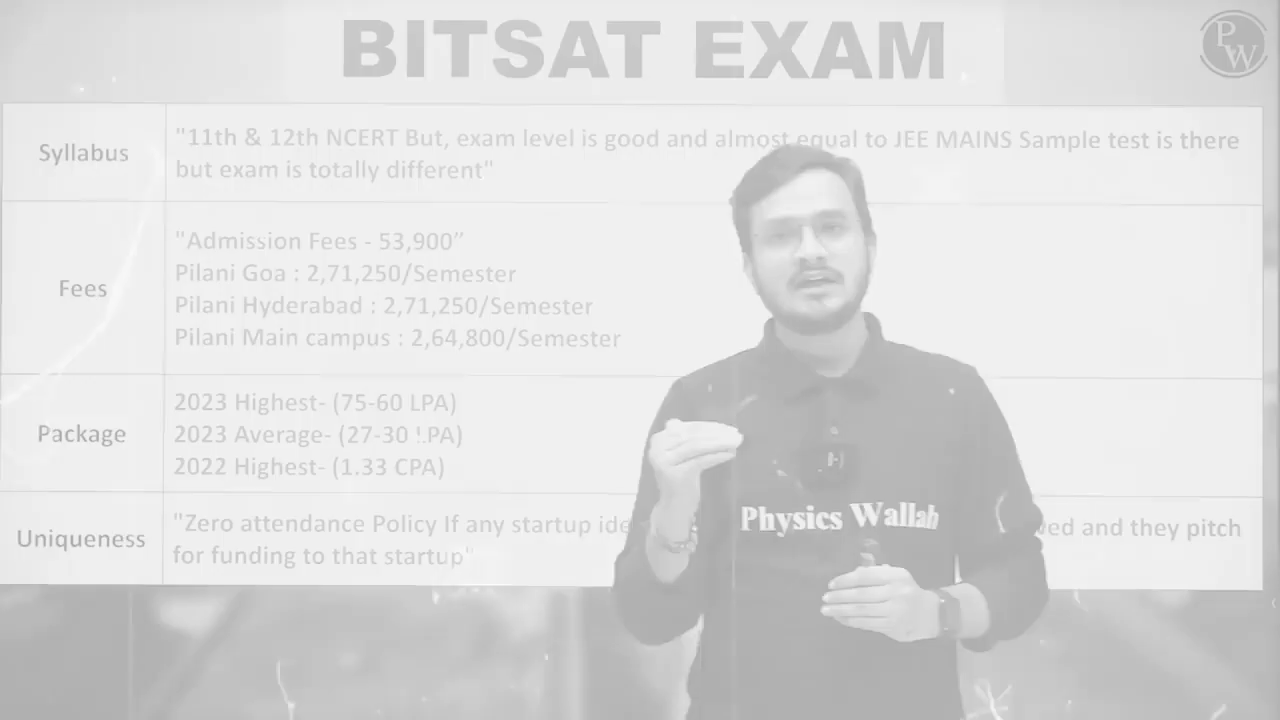 BITSAT EXAM
PW
Syllabus
"11th & 12th NCERT But, exam level is good and almost equal to JEE MAINS Sample test is there
but exam is totally different"
Fees
"Admission Fees - 53,900”
Pilani Goa : 2,71,250/Semester
Pilani Hyderabad : 2,71,250/Semester
Pilani Main campus : 2,64,800/Semester
Package
2023 Highest- (75-60 LPA)
2023 Average- (27-30 LPA)
2022 Highest- (1.33 CPA)
Uniqueness
"Zero attendance Policy If any startup and they pitch
for funding to that startup"
Physics Wallah